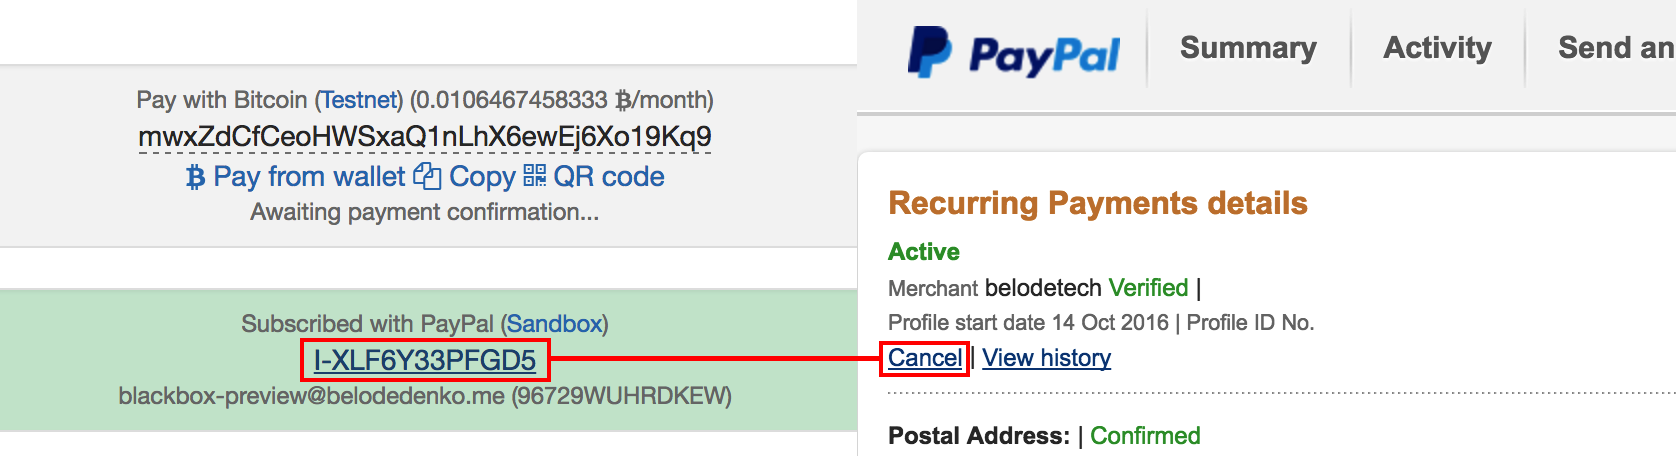 Pay with Bitcoin (Testnet) (0.0106467458333 ₿/month)
mwxZdCfCeoHWSxaQ1nLhX6ewEj6Xo19Kq9
₿ Pay from wallet Copy QR code
Awaiting payment confirmation...
Subscribed with PayPal (Sandbox)
I-XLF6Y33PFGD5
blackbox-preview@belodedenko.me (96729WUHRDKEW)
PayPal Summary Activity Send an
Recurring Payments details
Active
Merchant belodetech Verified |
Profile start date 14 Oct 2016 | Profile ID No.
Cancel | View history
Postal Address: | Confirmed